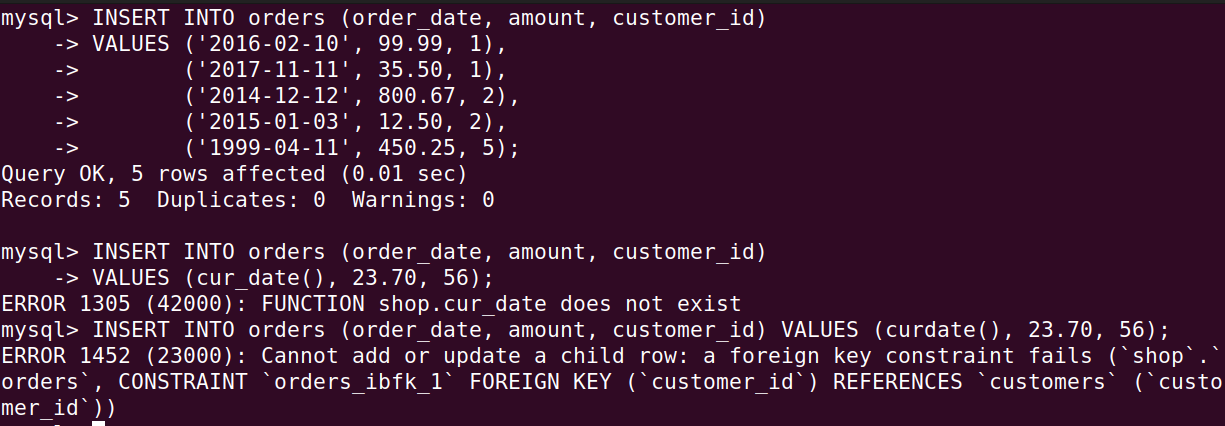 mysql> INSERT INTO orders (order_date, amount, customer_id)
    -> VALUES ('2016-02-10', 99.99, 1),
    ->        ('2017-11-11', 35.50, 1),
    ->        ('2014-12-12', 800.67, 2),
    ->        ('2015-01-03', 12.50, 2),
    ->        ('1999-04-11', 450.25, 5);
Query OK, 5 rows affected (0.01 sec)
Records: 5  Duplicates: 0  Warnings: 0

mysql> INSERT INTO orders (order_date, amount, customer_id)
    -> VALUES (cur_date(), 23.70, 56);
ERROR 1305 (42000): FUNCTION shop.cur_date does not exist
mysql> INSERT INTO orders (order_date, amount, customer_id) VALUES (curdate(), 23.70, 56);
ERROR 1452 (23000): Cannot add or update a child row: a foreign key constraint fails (`shop`.`
orders`, CONSTRAINT `orders_ibfk_1` FOREIGN KEY (`customer_id`) REFERENCES `customers` (`custo
mer_id`))